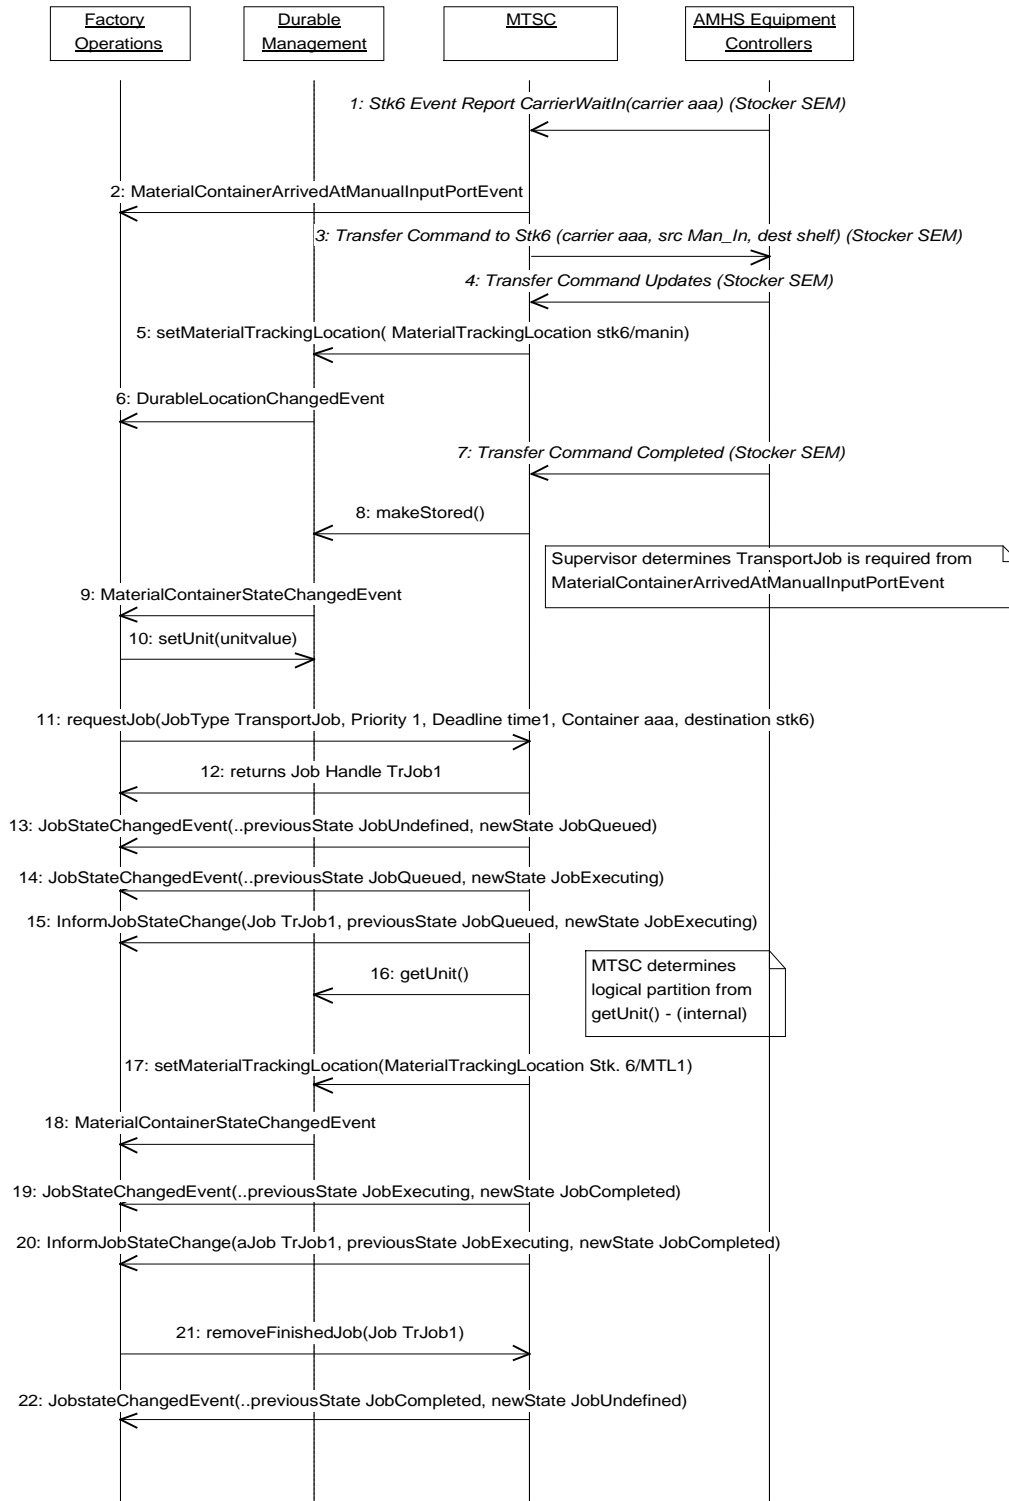 Factory
Operations
Durable
Management
MTSC
AMHS Equipment
Controllers
1: Stk6 Event Report CarrierWaitIn(carrier aaa) (Stocker SEM)
2: MaterialContainerArrivedAtManualInputPortEvent
3: Transfer Command to Stk6 (carrier aaa, src Man_In, dest shelf) (Stocker SEM)
4: Transfer Command Updates (Stocker SEM)
5: setMaterialTrackingLocation( MaterialTrackingLocation stk6/manin)
6: DurableLocationChangedEvent
7: Transfer Command Completed (Stocker SEM)
8: makeStored()
Supervisor determines TransportJob is required from
MaterialContainerArrivedAtManualInputPortEvent
9: MaterialContainerStateChangedEvent
10: setUnit(unitvalue)
11: requestJob(JobType TransportJob, Priority 1, Deadline time1, Container aaa, destination stk6)
12: returns Job Handle TrJob1
13: JobStateChangedEvent(..previousState JobUndefined, newState JobQueued)
14: JobStateChangedEvent(..previousState JobQueued, newState JobExecuting)
15: InformJobStateChange(Job TrJob1, previousState JobQueued, newState JobExecuting)
16: getUnit()
MTSC determines
logical partition from
getUnit() - (internal)
17: setMaterialTrackingLocation(MaterialTrackingLocation Stk. 6/MTL1)
18: MaterialContainerStateChangedEvent
19: JobStateChangedEvent(..previousState JobExecuting, newState JobCompleted)
20: InformJobStateChange(aJob TrJob1, previousState JobExecuting, newState JobCompleted)
21: removeFinishedJob(Job TrJob1)
22: JobstateChangedEvent(..previousState JobCompleted, newState JobUndefined)